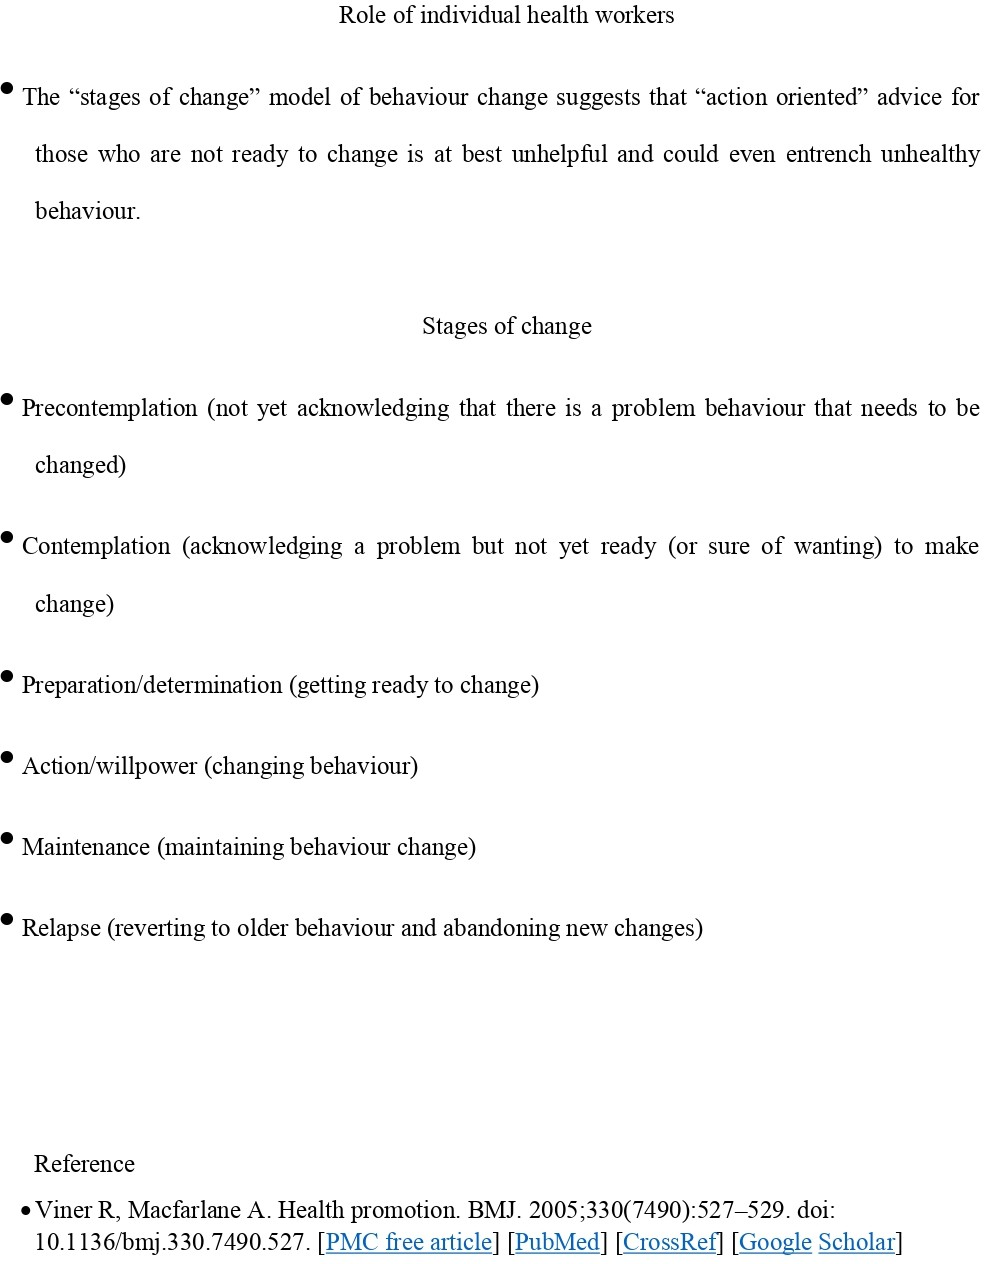 Role of individual health workers
• The “stages of change” model of behaviour change suggests that “action oriented” advice for
those who are not ready to change is at best unhelpful and could even entrench unhealthy
behaviour.
Stages of change
• Precontemplation (not yet acknowledging that there is a problem behaviour that needs to be
changed)
• Contemplation (acknowledging a problem but not yet ready (or sure of wanting) to make
change)
• Preparation/determination (getting ready to change)
• Action/willpower (changing behaviour)
• Maintenance (maintaining behaviour change)
• Relapse (reverting to older behaviour and abandoning new changes)
Reference
• Viner R, Macfarlane A. Health promotion. BMJ. 2005;330(7490):527–529. doi:
10.1136/bmj.330.7490.527. [PMC free article] [PubMed] [CrossRef] [Google Scholar]